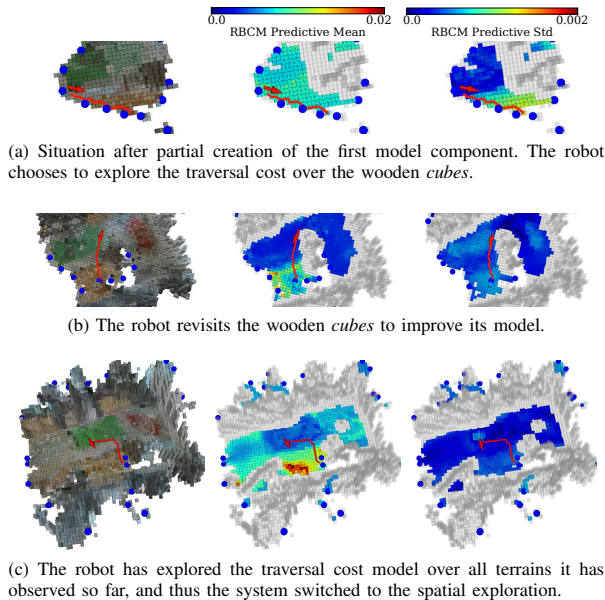 0.0 0.02 0.0 0.002
RBCM Predictive Mean RBCM Predictive Std
(a) Situation after partial creation of the first model component. The robot
chooses to explore the traversal cost over the wooden cubes.
(b) The robot revisits the wooden cubes to improve its model.
(c) The robot has explored the traversal cost model over all terrains it has
observed so far, and thus the system switched to the spatial exploration.